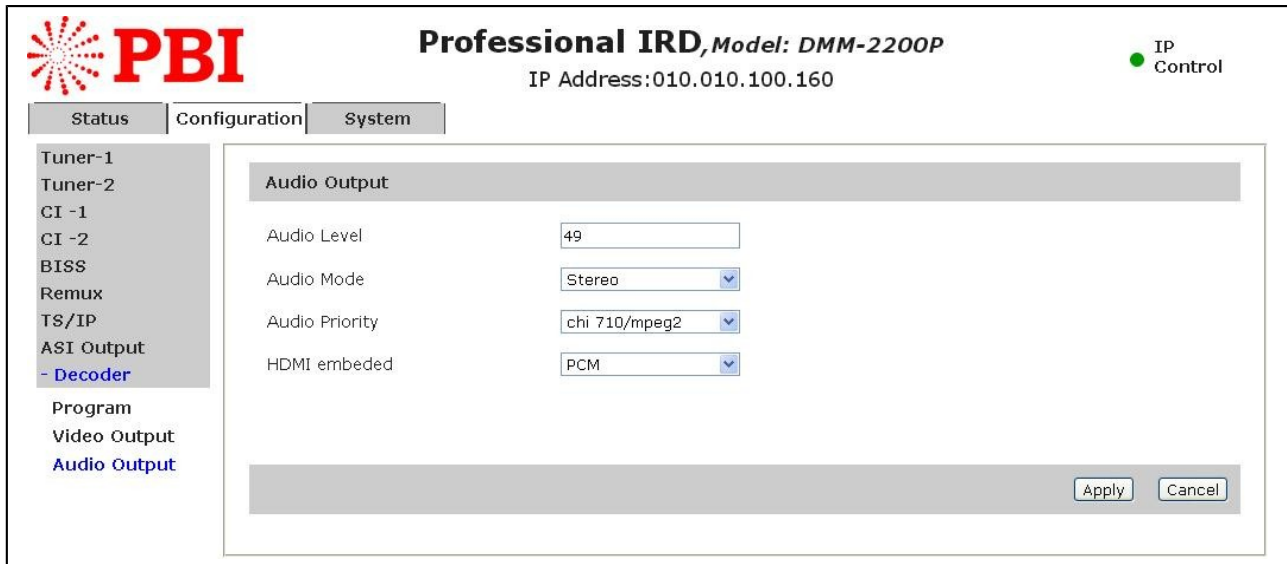 PBI
Professional IRD, Model: DMM-2200P
IP Address:010.010.100.160
IP
Control
Status
Configuration
System
Tuner-1
Tuner-2
CI -1
CI -2
BISS
Remux
TS/IP
ASI Output
- Decoder
Program
Video Output
Audio Output
Audio Output
Audio Level 49
Audio Mode Stereo
Audio Priority chi 710/mpeg2
HDMI embeded PCM
Apply Cancel